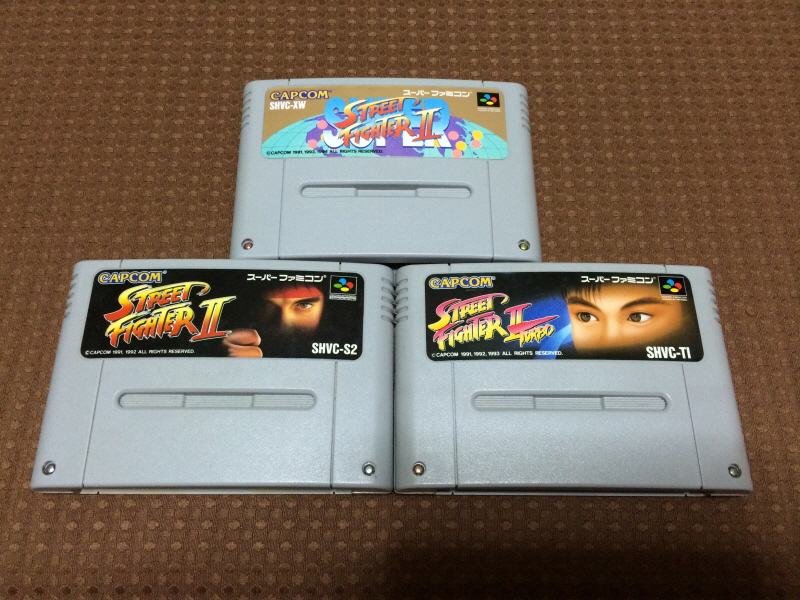 CAPCOM
スーパーファミコン
SHVC-XW
SUPER
STREET
FIGHTER II
©CAPCOM 1991, 1993, 1994 ALL RIGHTS RESERVED.
CAPCOM
スーパーファミコン
STREET
FIGHTER II
©CAPCOM 1991, 1992 ALL RIGHTS RESERVED.
SHVC-S2
CAPCOM
スーパーファミコン
STREET
FIGHTER II
TURBO
©CAPCOM 1991, 1992, 1993 ALL RIGHTS RESERVED.
SHVC-TI